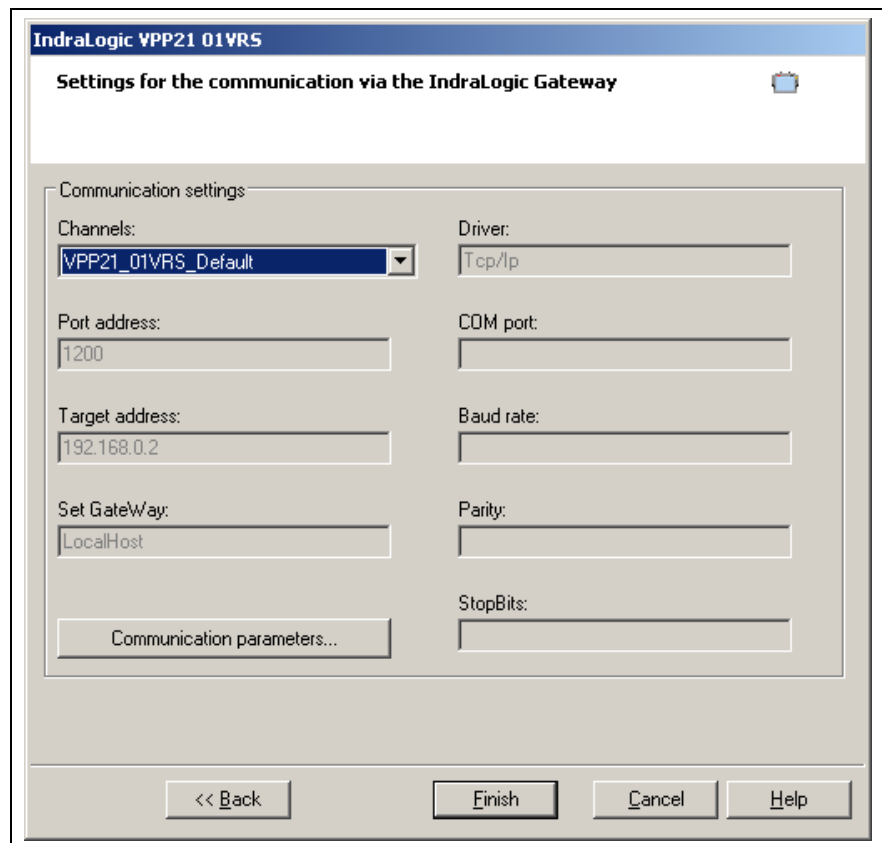 IndraLogic VPP21 01VRS
Settings for the communication via the IndraLogic Gateway
Communication settings
Channels:
VPP21_01VRS_Default
Driver:
Tcp/Ip
Port address:
1200
COM port:
Target address:
192.168.0.2
Baud rate:
Set GateWay:
LocalHost
Parity:
StopBits:
Communication parameters...
<< Back
Finish
Cancel
Help